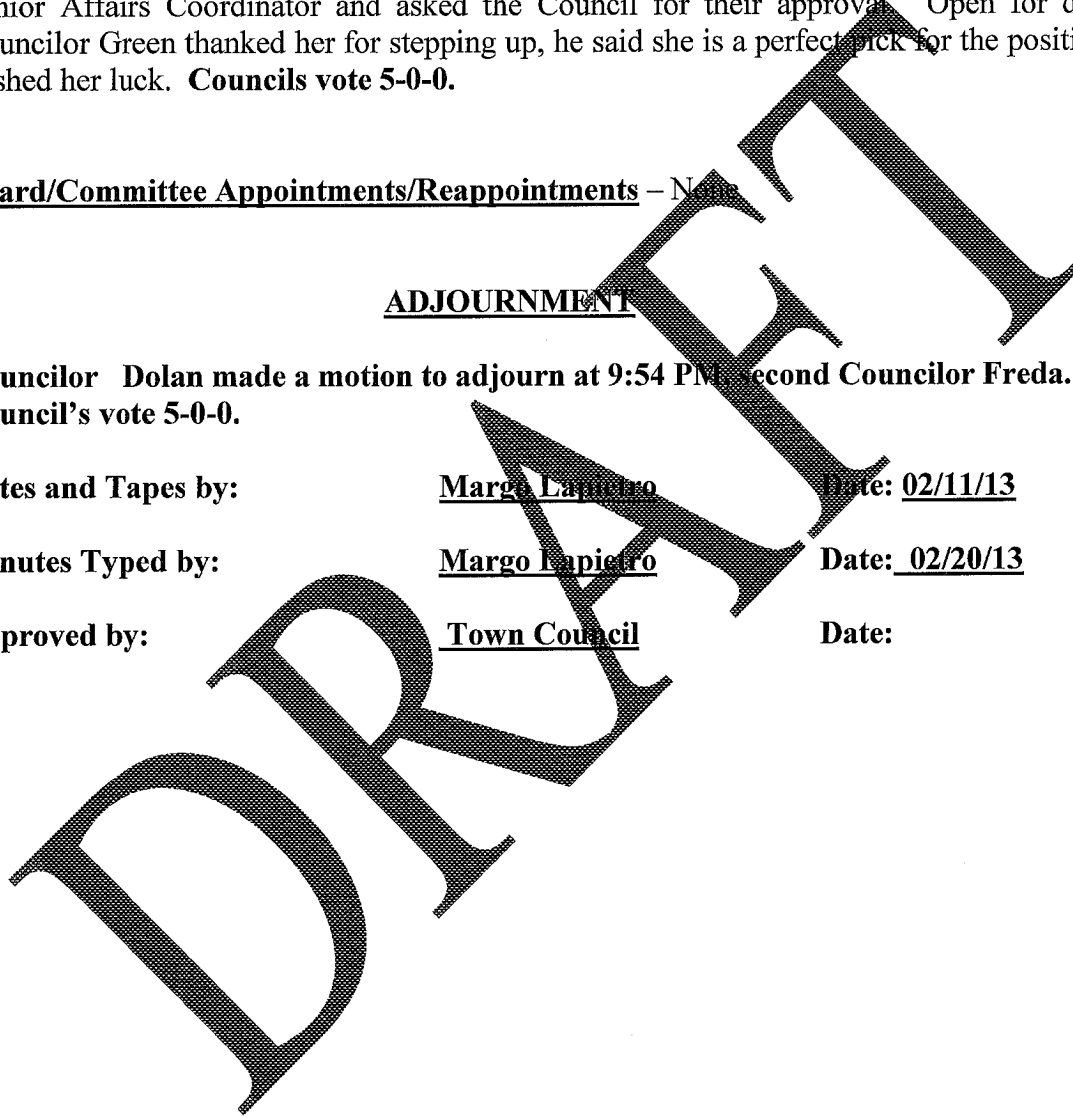 nior Affairs Coordinator and asked the Council for their approval. Open for d
uncilor Green thanked her for stepping up, he said she is a perfect pick for the positi
shed her luck. Councils vote 5-0-0.
ard/Committee Appointments/Reappointments – None
ADJOURNMENT
uncilor Dolan made a motion to adjourn at 9:54 PM, second Councilor Freda.
uncil's vote 5-0-0.
tes and Tapes by: Margo Lapietro Date: 02/11/13
nutes Typed by: Margo Lapietro Date: 02/20/13
proved by: Town Council Date:
DRAFT